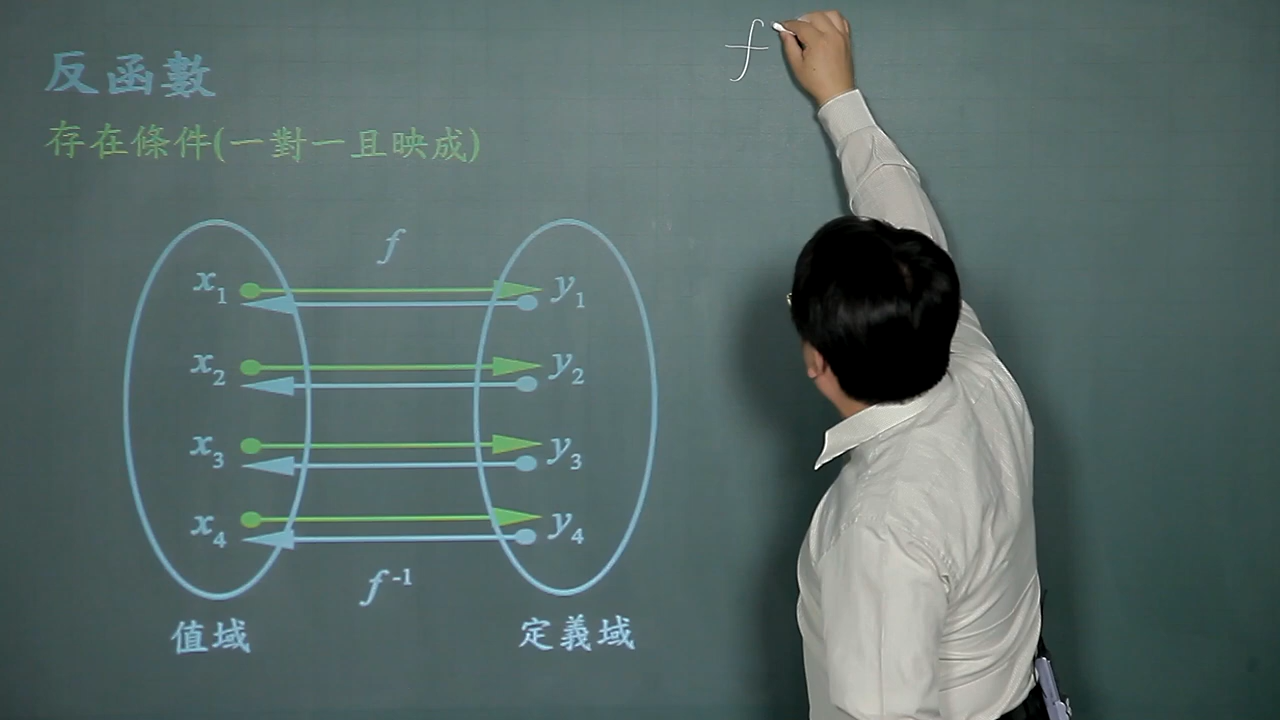 反函數
存在條件(一對一且映成)
f
f
x₁ y₁
x₂ y₂
x₃ y₃
x₄ y₄
f⁻¹
值域 定義域